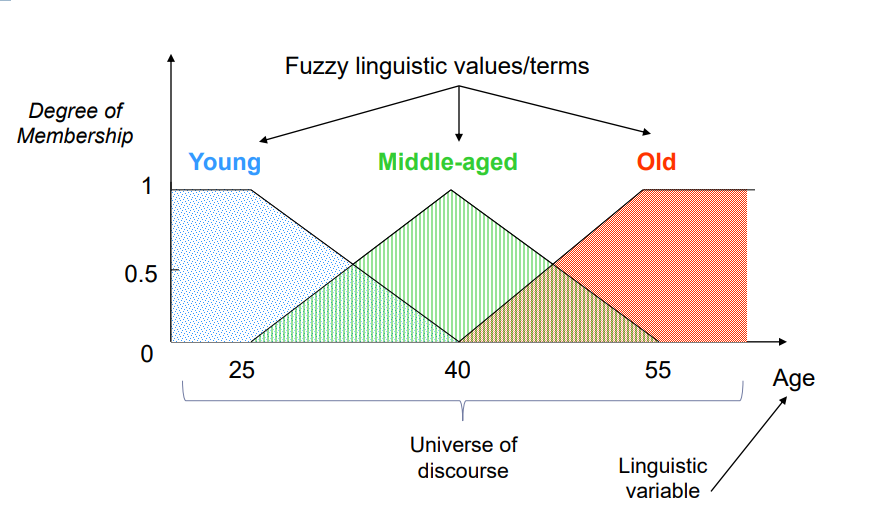 Fuzzy linguistic values/terms
Degree of
Membership
Young
Middle-aged
Old
1
0.5
0
25
40
55
Age
Universe of
discourse
Linguistic
variable